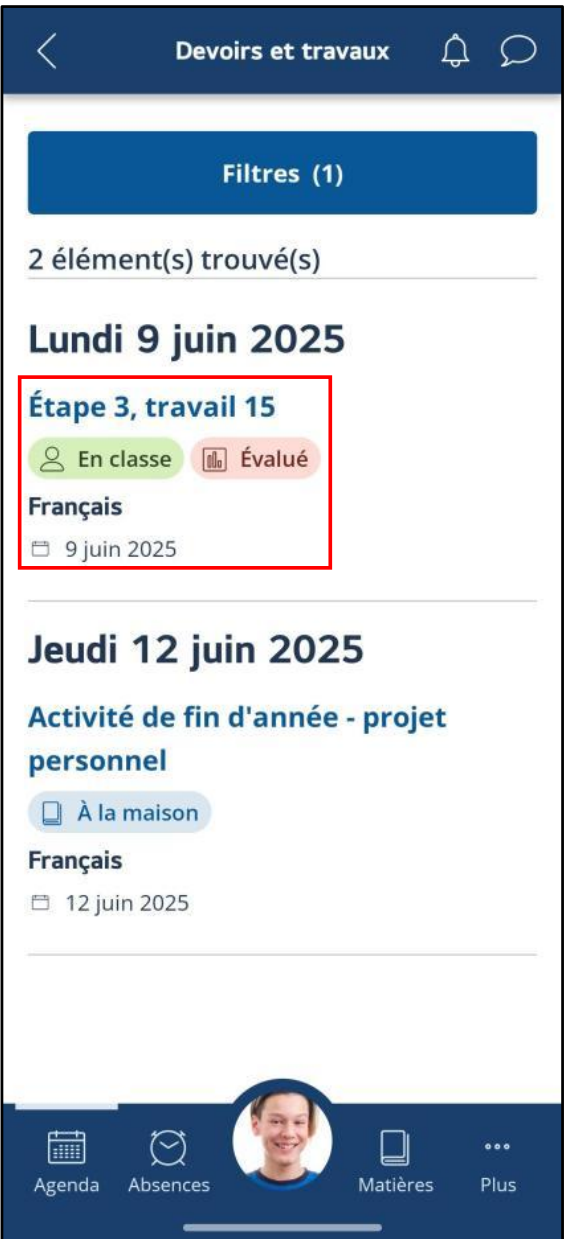 Devoirs et travaux
Filtres (1)
2 élément(s) trouvé(s)
Lundi 9 juin 2025
Étape 3, travail 15
En classe Évalué
Français
9 juin 2025
Jeudi 12 juin 2025
Activité de fin d'année - projet
personnel
À la maison
Français
12 juin 2025
Agenda Absences Matières Plus